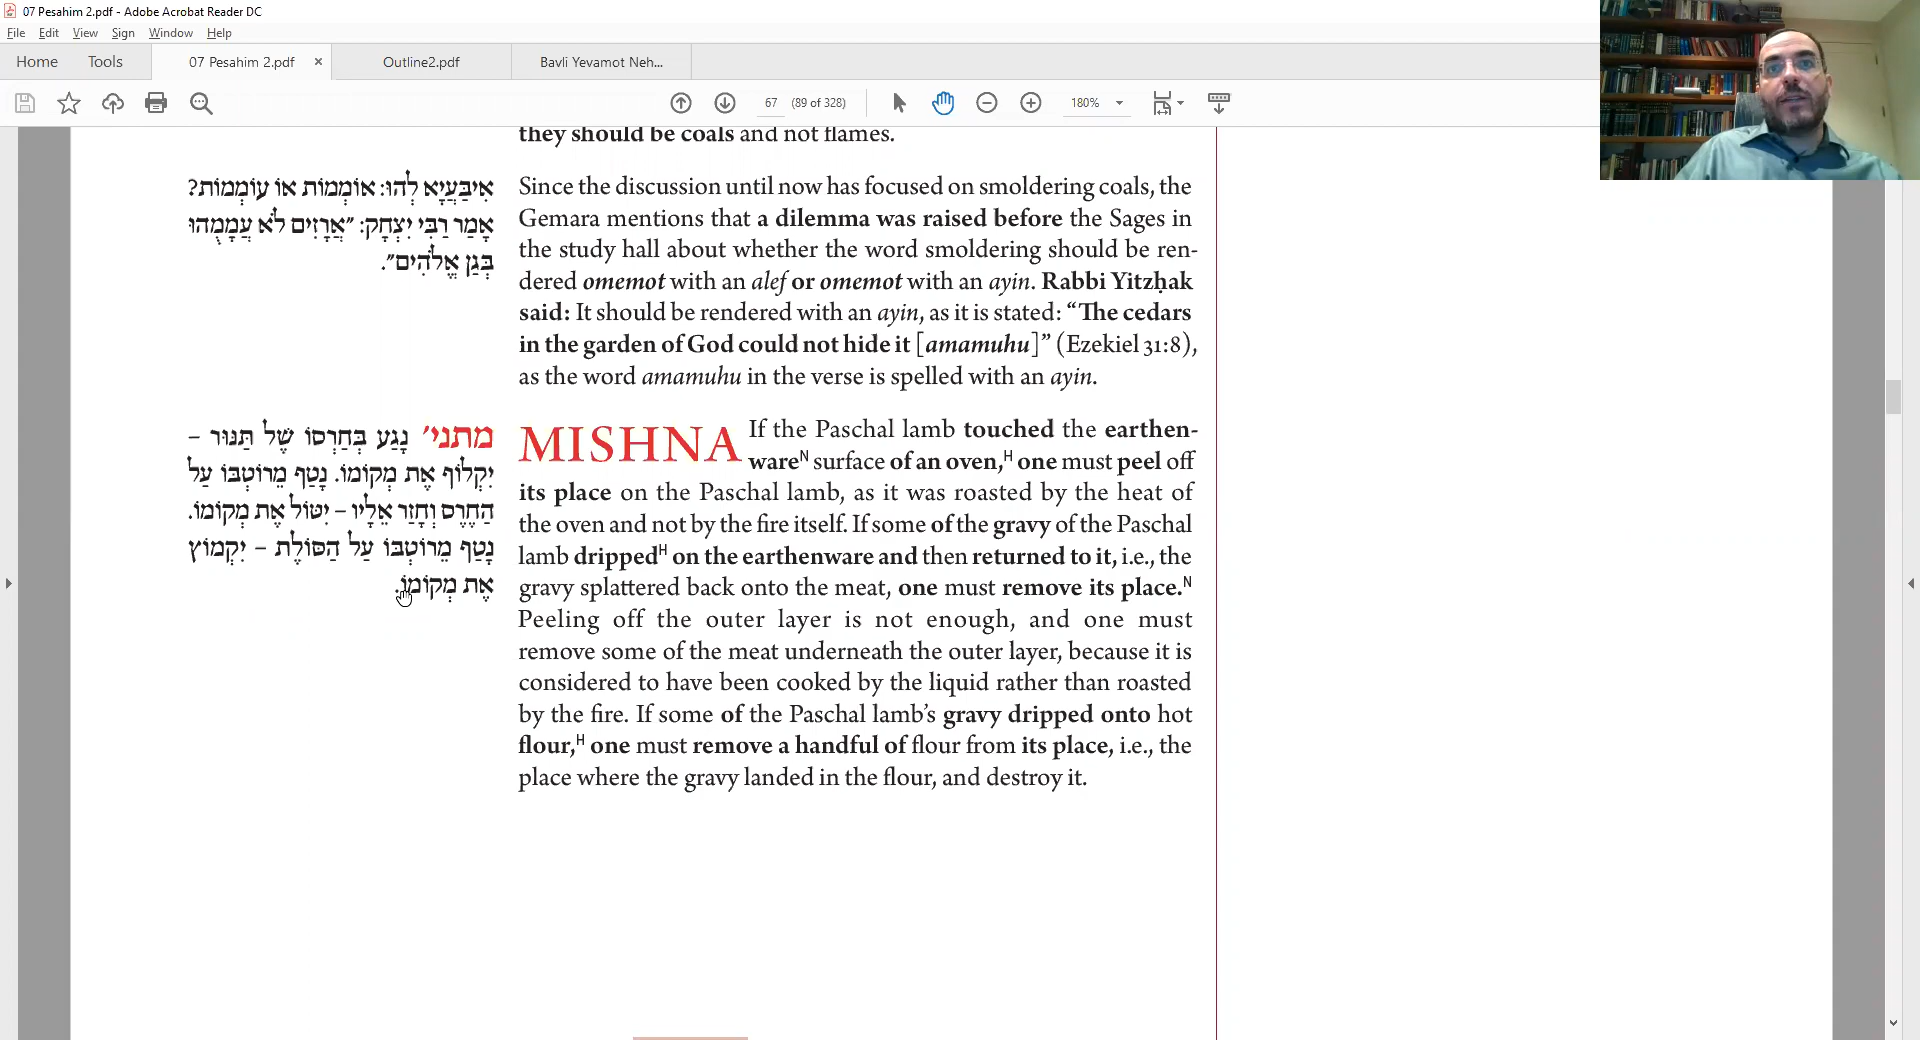 07 Pesahim 2.pdf - Adobe Acrobat Reader DC
File Edit View Sign Window Help
Home Tools 07 Pesahim 2.pdf × Outline2.pdf Bavli Yevamot Neh...
67 (89 of 328) 180%
they should be coals and not flames.
אִיבַּעֲיָא לְהוּ: אוֹמְמוֹת אוֹ עוֹמְמוֹת?
אָמַר רַבִּי יִצְחָק: ״אֲרָזִים לֹא עֲמָמֻהוּ
בְּגַן אֱלֹהִים״.
Since the discussion until now has focused on smoldering coals, the
Gemara mentions that a dilemma was raised before the Sages in
the study hall about whether the word smoldering should be ren-
dered omemot with an alef or omemot with an ayin. Rabbi Yitzḥak
said: It should be rendered with an ayin, as it is stated: “The cedars
in the garden of God could not hide it [amamuhu]” (Ezekiel 31:8),
as the word amamuhu in the verse is spelled with an ayin.
מתני׳ נָגַע בְּחַרְסוֹ שֶׁל תַּנּוּר –
יִקְלוֹף אֶת מְקוֹמוֹ. נָטַף מֵרוֹטְבּוֹ עַל
הַחֶרֶס וְחָזַר אֵלָיו – יִטּוֹל אֶת מְקוֹמוֹ.
נָטַף מֵרוֹטְבּוֹ עַל הַסּוֹלֶת – יִקְמוֹץ
אֶת מְקוֹמוֹ.
MISHNA If the Paschal lamb touched the earthen-
wareᴺ surface of an oven,ᴴ one must peel off
its place on the Paschal lamb, as it was roasted by the heat of
the oven and not by the fire itself. If some of the gravy of the Paschal
lamb drippedᴴ on the earthenware and then returned to it, i.e., the
gravy splattered back onto the meat, one must remove its place.ᴺ
Peeling off the outer layer is not enough, and one must
remove some of the meat underneath the outer layer, because it is
considered to have been cooked by the liquid rather than roasted
by the fire. If some of the Paschal lamb’s gravy dripped onto hot
flour,ᴴ one must remove a handful of flour from its place, i.e., the
place where the gravy landed in the flour, and destroy it.